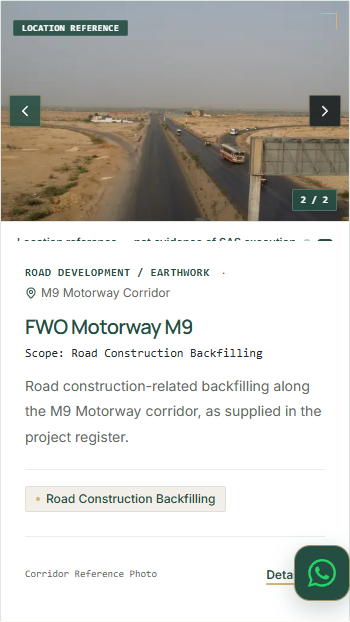 LOCATION REFERENCE
2 / 2
ROAD DEVELOPMENT / EARTHWORK ·
M9 Motorway Corridor
FWO Motorway M9
Scope: Road Construction Backfilling
Road construction-related backfilling along
the M9 Motorway corridor, as supplied in the
project register.
Road Construction Backfilling
Corridor Reference Photo